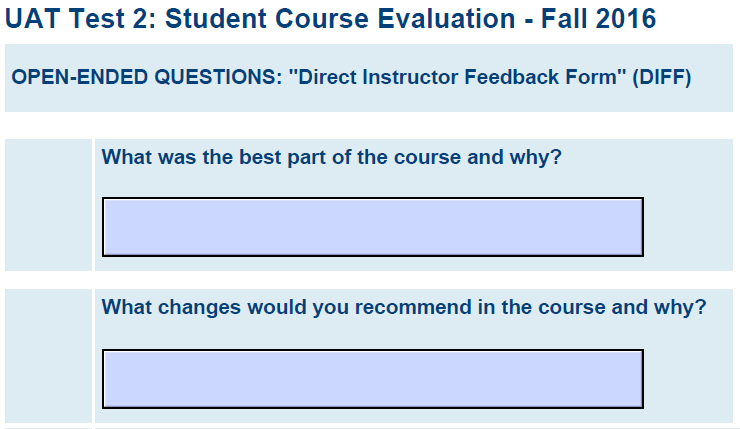 UAT Test 2: Student Course Evaluation - Fall 2016
OPEN-ENDED QUESTIONS: "Direct Instructor Feedback Form" (DIFF)
What was the best part of the course and why?
What changes would you recommend in the course and why?